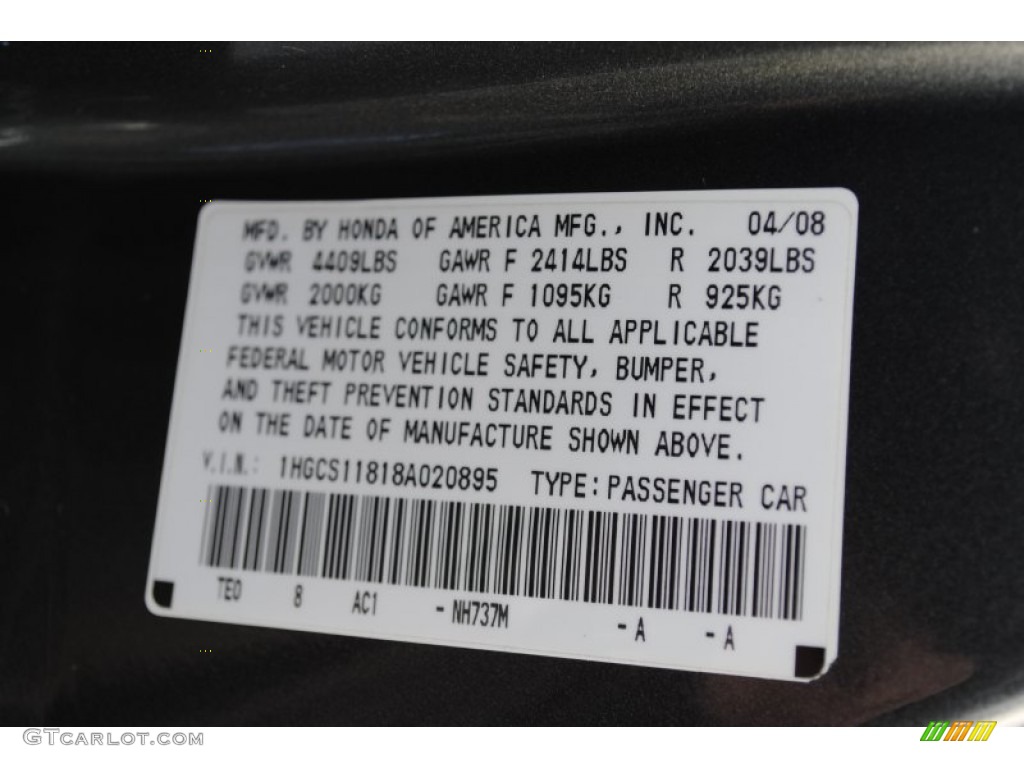 MFD. BY HONDA OF AMERICA MFG., INC. 04/08
GVWR 4409LBS GAWR F 2414LBS R 2039LBS
GVWR 2000KG GAWR F 1095KG R 925KG
THIS VEHICLE CONFORMS TO ALL APPLICABLE
FEDERAL MOTOR VEHICLE SAFETY, BUMPER,
AND THEFT PREVENTION STANDARDS IN EFFECT
ON THE DATE OF MANUFACTURE SHOWN ABOVE.
V.I.N.: 1HGCS11818A020895 TYPE: PASSENGER CAR
TE0 8 AC1 - NH737M - A - A
GTCARLOT.COM